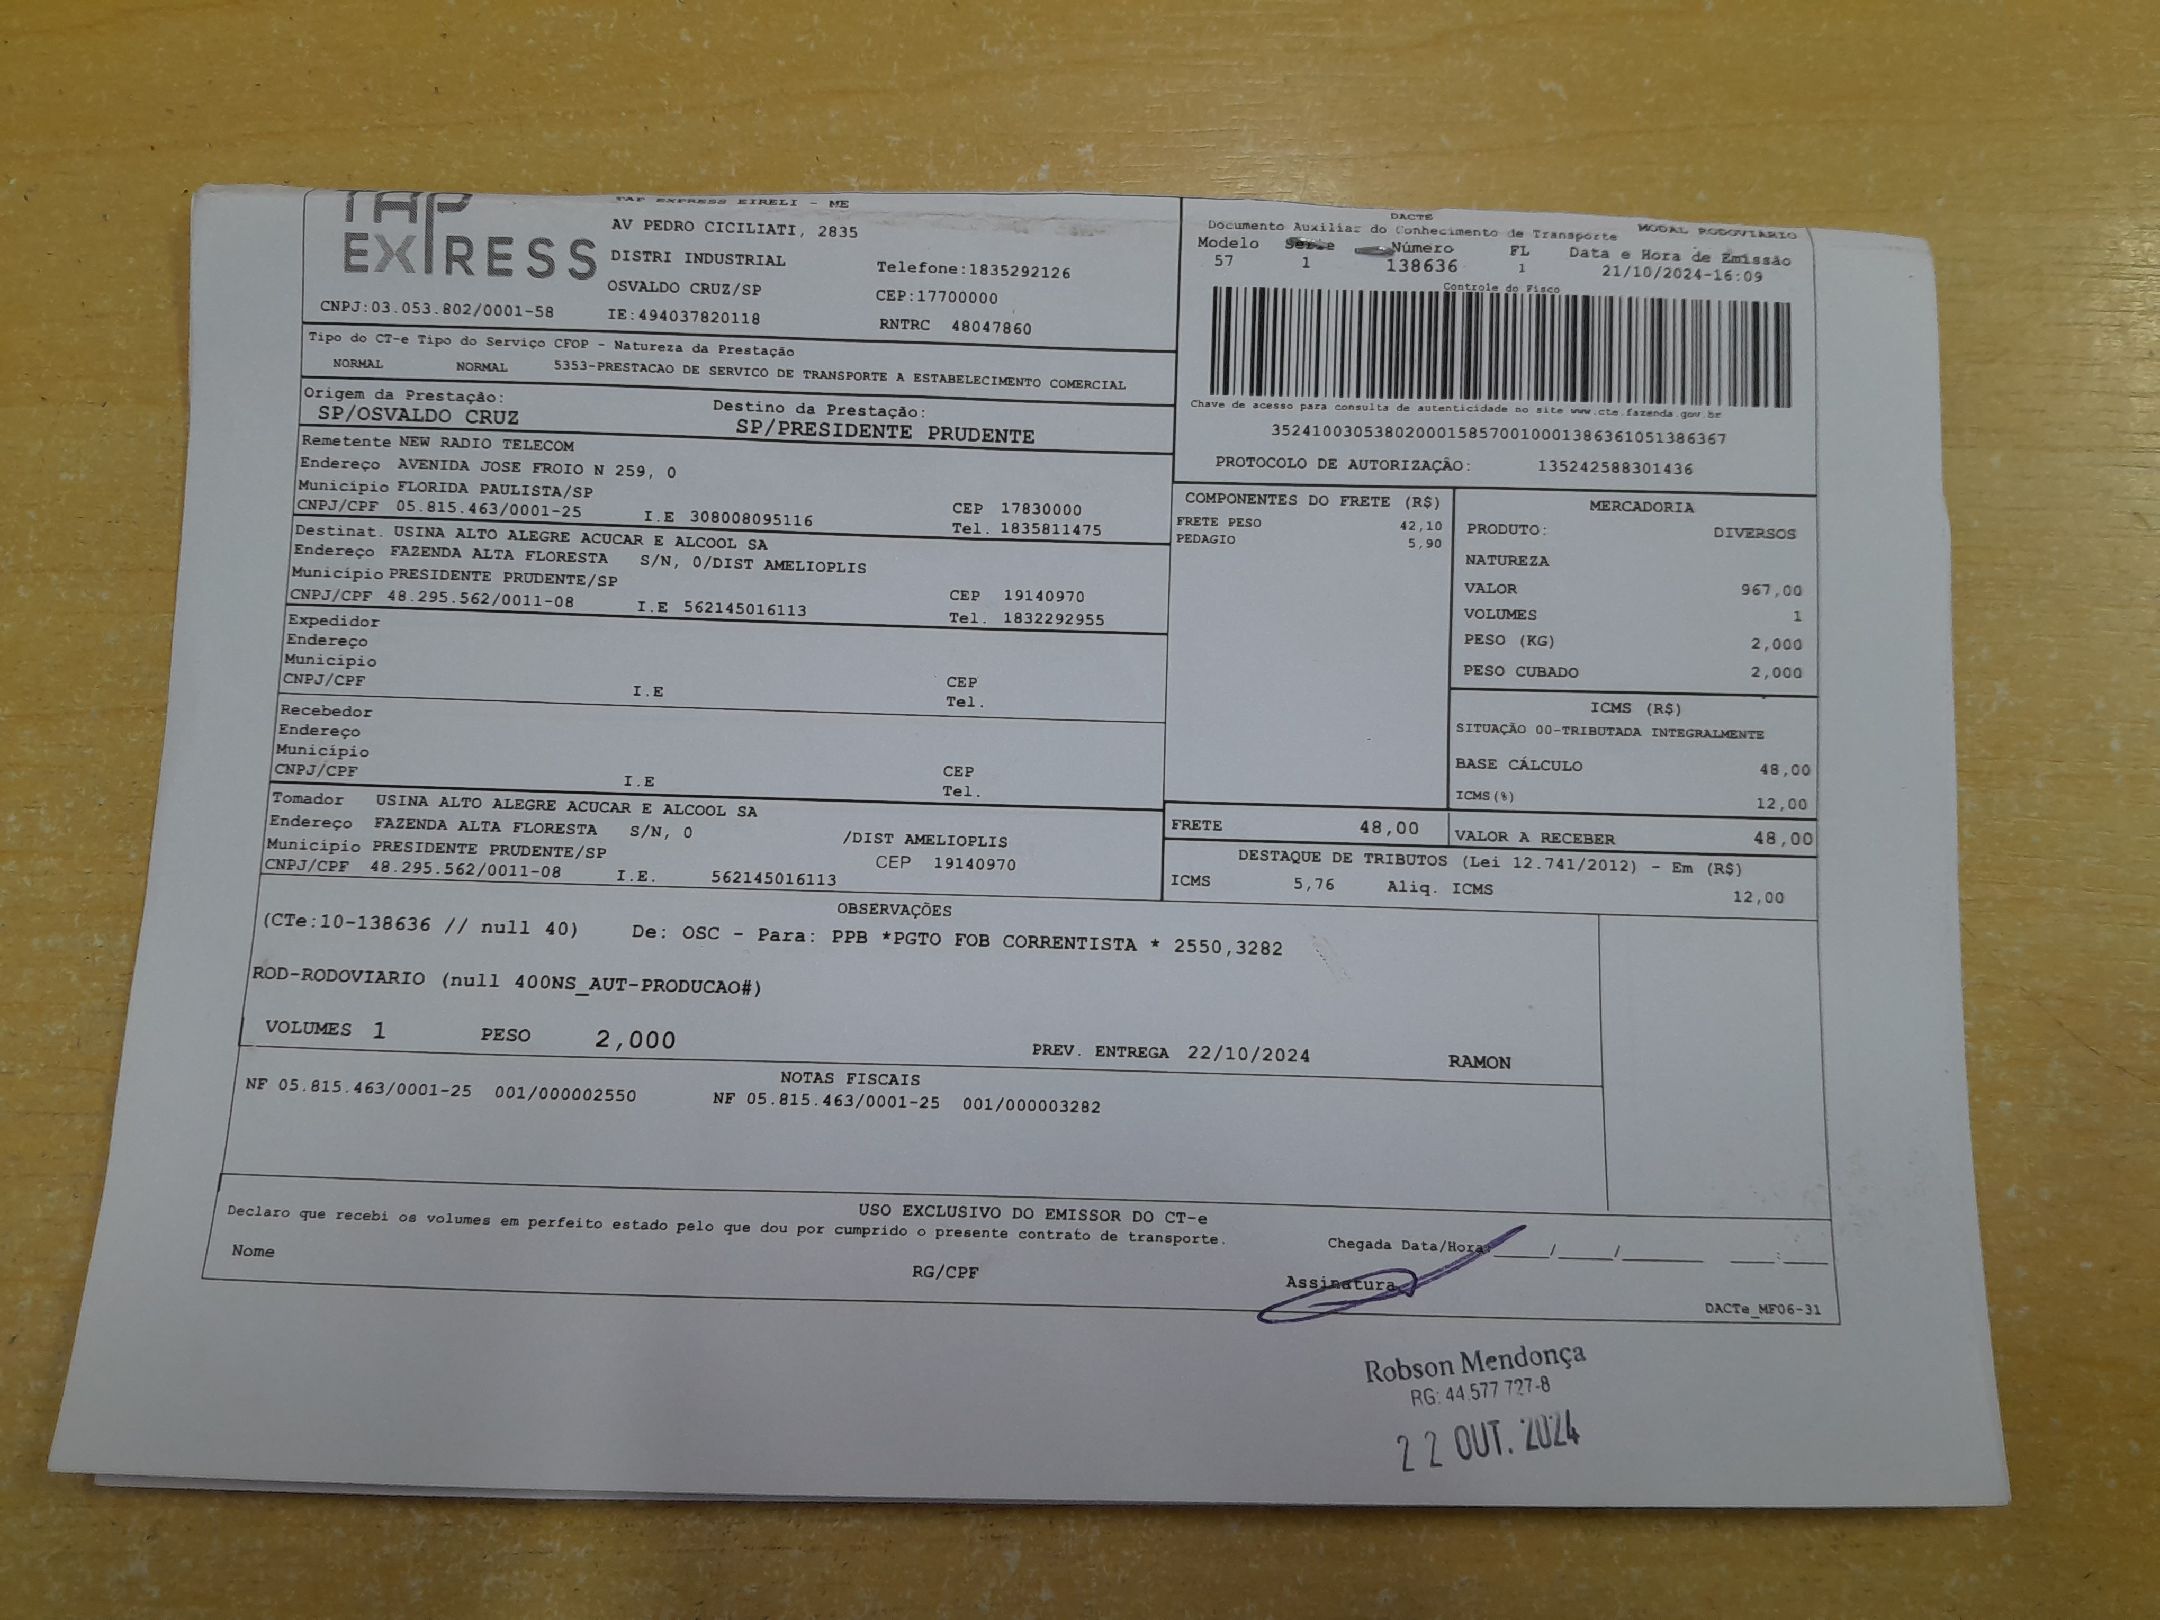 TAP
EXPRESS
CNPJ:03.053.802/0001-58
TAP EXPRESS EIRELI - ME
AV PEDRO CICILIATI, 2835
DISTRI INDUSTRIAL
OSVALDO CRUZ/SP
IE:494037820118
Telefone:1835292126
CEP:17700000
RNTRC 48047860
DACTE
Documento Auxiliar do Conhecimento de Transporte MODAL RODOVIARIO
Modelo Serie Número FL Data e Hora de Emissão
57 1 138636 1 21/10/2024-16:09
Controle do Fisco
Chave de acesso para consulta de autenticidade no site www.cte.fazenda.gov.br
35241003053802000158570010001386361051386367
PROTOCOLO DE AUTORIZAÇÃO: 135242588301436
Tipo do CT-e Tipo do Serviço CFOP - Natureza da Prestação
NORMAL NORMAL 5353-PRESTACAO DE SERVICO DE TRANSPORTE A ESTABELECIMENTO COMERCIAL
Origem da Prestação: Destino da Prestação:
SP/OSVALDO CRUZ SP/PRESIDENTE PRUDENTE
Remetente NEW RADIO TELECOM
Endereço AVENIDA JOSE FROIO N 259, 0
Município FLORIDA PAULISTA/SP CEP 17830000
CNPJ/CPF 05.815.463/0001-25 I.E 308008095116 Tel. 1835811475
Destinat. USINA ALTO ALEGRE ACUCAR E ALCOOL SA
Endereço FAZENDA ALTA FLORESTA S/N, 0/DIST AMELIOPLIS
Município PRESIDENTE PRUDENTE/SP CEP 19140970
CNPJ/CPF 48.295.562/0011-08 I.E 562145016113 Tel. 1832292955
Expedidor
Endereço
Município CEP
CNPJ/CPF I.E Tel.
Recebedor
Endereço
Município CEP
CNPJ/CPF I.E Tel.
Tomador USINA ALTO ALEGRE ACUCAR E ALCOOL SA
Endereço FAZENDA ALTA FLORESTA S/N, 0 /DIST AMELIOPLIS
Município PRESIDENTE PRUDENTE/SP CEP 19140970
CNPJ/CPF 48.295.562/0011-08 I.E. 562145016113
COMPONENTES DO FRETE (R$)
FRETE PESO 42,10
PEDAGIO 5,90
MERCADORIA
PRODUTO: DIVERSOS
NATUREZA
VALOR 967,00
VOLUMES 1
PESO (KG) 2,000
PESO CUBADO 2,000
ICMS (R$)
SITUAÇÃO 00-TRIBUTADA INTEGRALMENTE
BASE CÁLCULO 48,00
ICMS(%) 12,00
FRETE 48,00 VALOR A RECEBER 48,00
DESTAQUE DE TRIBUTOS (Lei 12.741/2012) - Em (R$)
ICMS 5,76 Aliq. ICMS 12,00
OBSERVAÇÕES
(CTe:10-138636 // null 40) De: OSC - Para: PPB *PGTO FOB CORRENTISTA * 2550,3282
ROD-RODOVIARIO (null 400NS_AUT-PRODUCAO#)
VOLUMES 1 PESO 2,000 PREV. ENTREGA 22/10/2024 RAMON
NOTAS FISCAIS
NF 05.815.463/0001-25 001/000002550 NF 05.815.463/0001-25 001/000003282
USO EXCLUSIVO DO EMISSOR DO CT-e
Declaro que recebi os volumes em perfeito estado pelo que dou por cumprido o presente contrato de transporte.
Chegada Data/Hora: ____/____/______ ___:___
Nome RG/CPF Assinatura
DACTe_MF06-31
Robson Mendonça
RG: 44.577 727-8
22 OUT. 2024